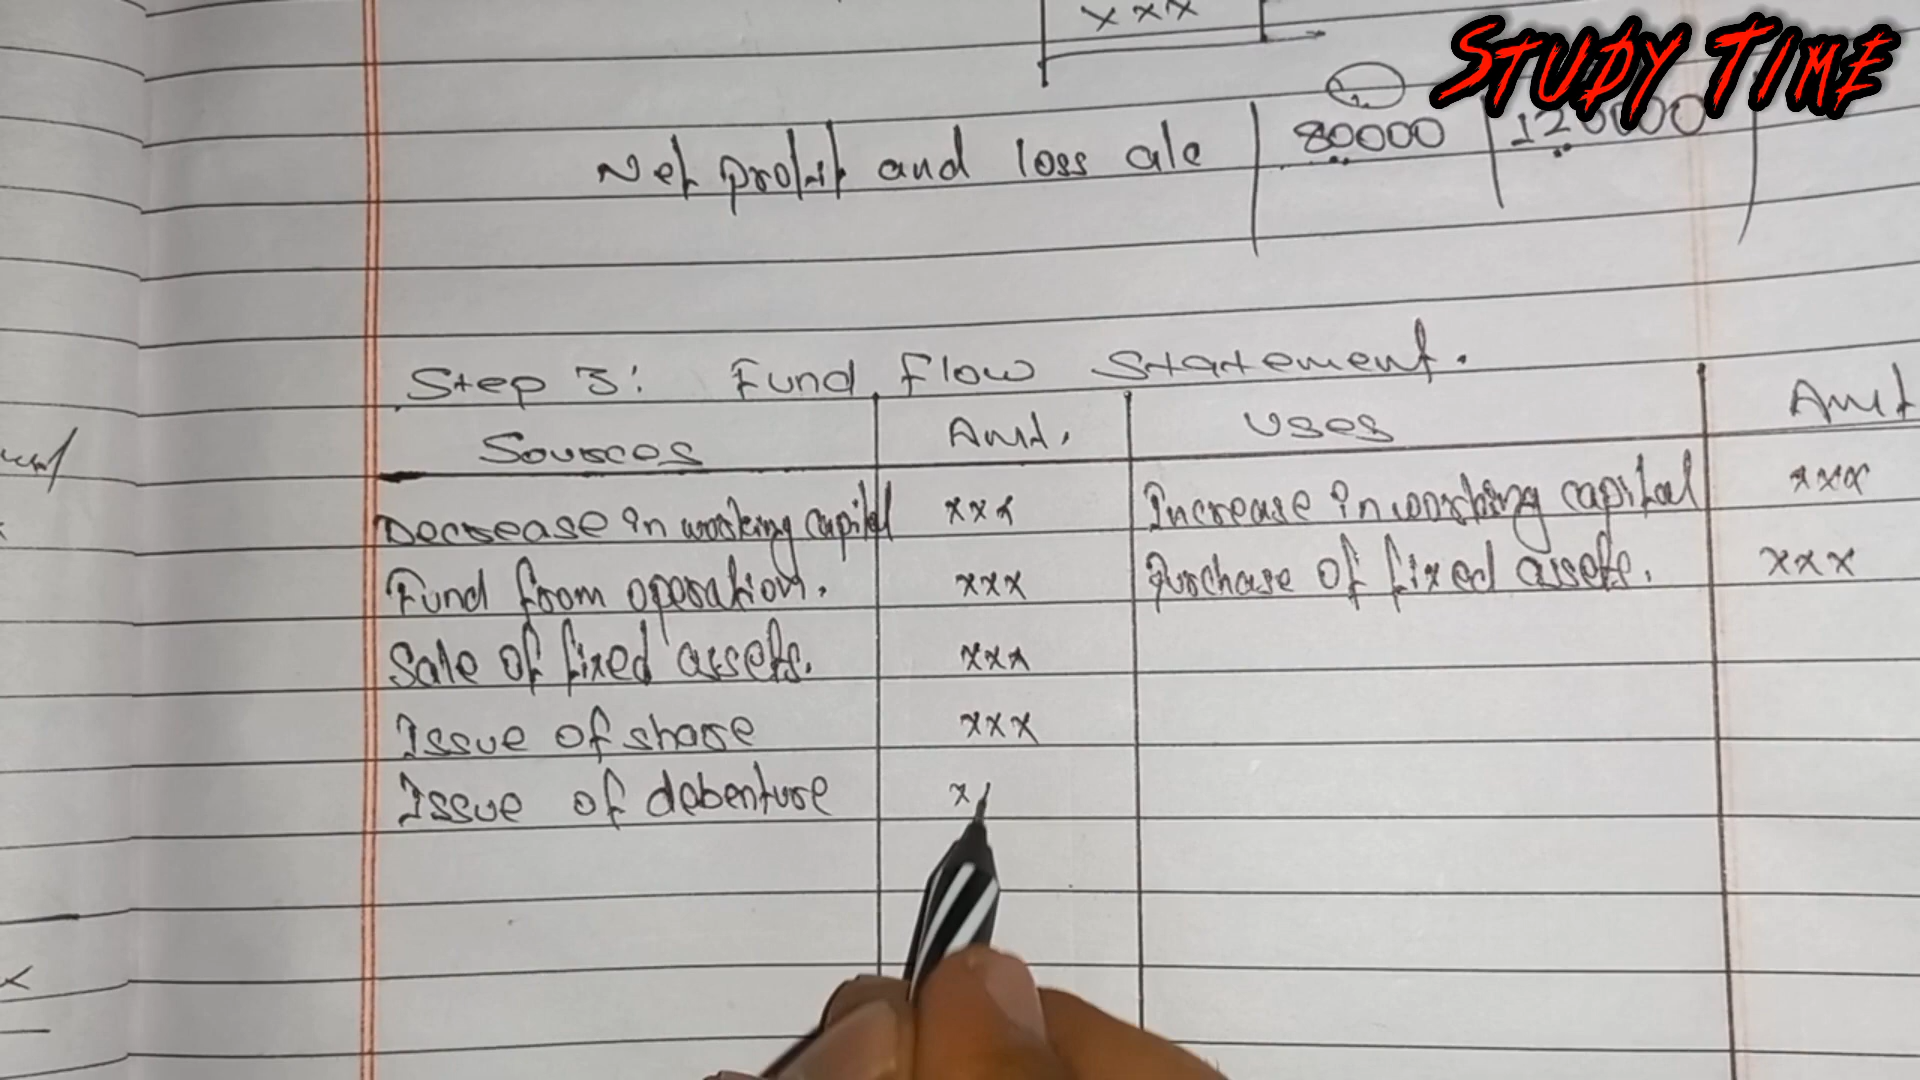 xxx
STUDY TIME
Net profit and loss a/c 80000 120000
Step 3: Fund Flow Statement.
Sources Amt. Uses Amt
Decrease in working capital xxx Increase in working capital xxx
Fund from operation. xxx Purchase of fixed assets. xxx
Sale of fixed assets. xxx
Issue of share xxx
Issue of debenture x